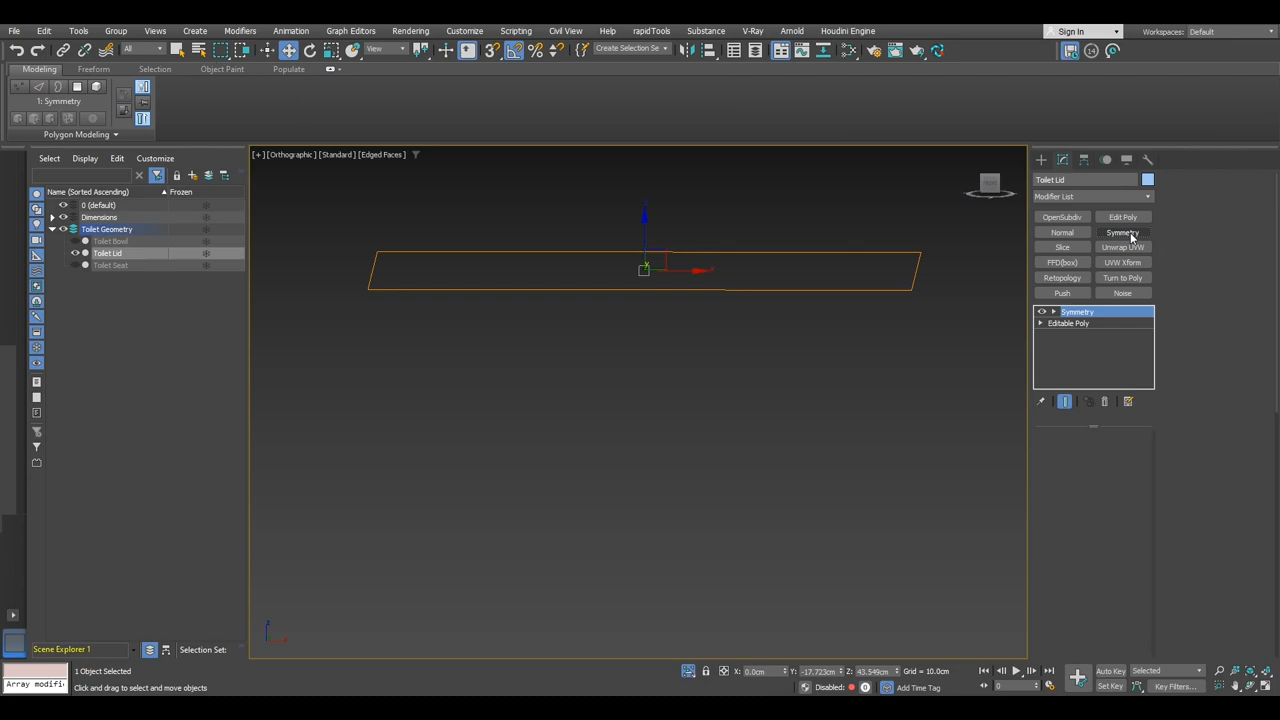 File Edit Tools Group Views Create Modifiers Animation Graph Editors Rendering Customize Scripting Civil View Help rapidTools Substance V-Ray Arnold Houdini Engine Sign In Workspaces: Default
All View Create Selection Se
Modeling Freeform Selection Object Paint Populate
1: Symmetry
Polygon Modeling
[+] [Orthographic] [Standard] [Edged Faces]
Select Display Edit Customize
Name (Sorted Ascending) Frozen
0 (default)
Dimensions
Toilet Geometry
Toilet Bowl
Toilet Lid
Toilet Seat
Toilet Lid
Modifier List
OpenSubdiv Edit Poly
Normal Symmetry
Slice Unwrap UVW
FFD(box) UVW Xform
Retopology Turn to Poly
Push Noise
Symmetry
Editable Poly
z
x
y
z
x
Scene Explorer 1 Selection Set:
1 Object Selected X: 0.0cm Y: -17.723cm Z: 43.549cm Grid = 10.0cm Auto Key Selected
Array modifi Click and drag to select and move objects Disabled: Add Time Tag 0 Set Key Key Filters...